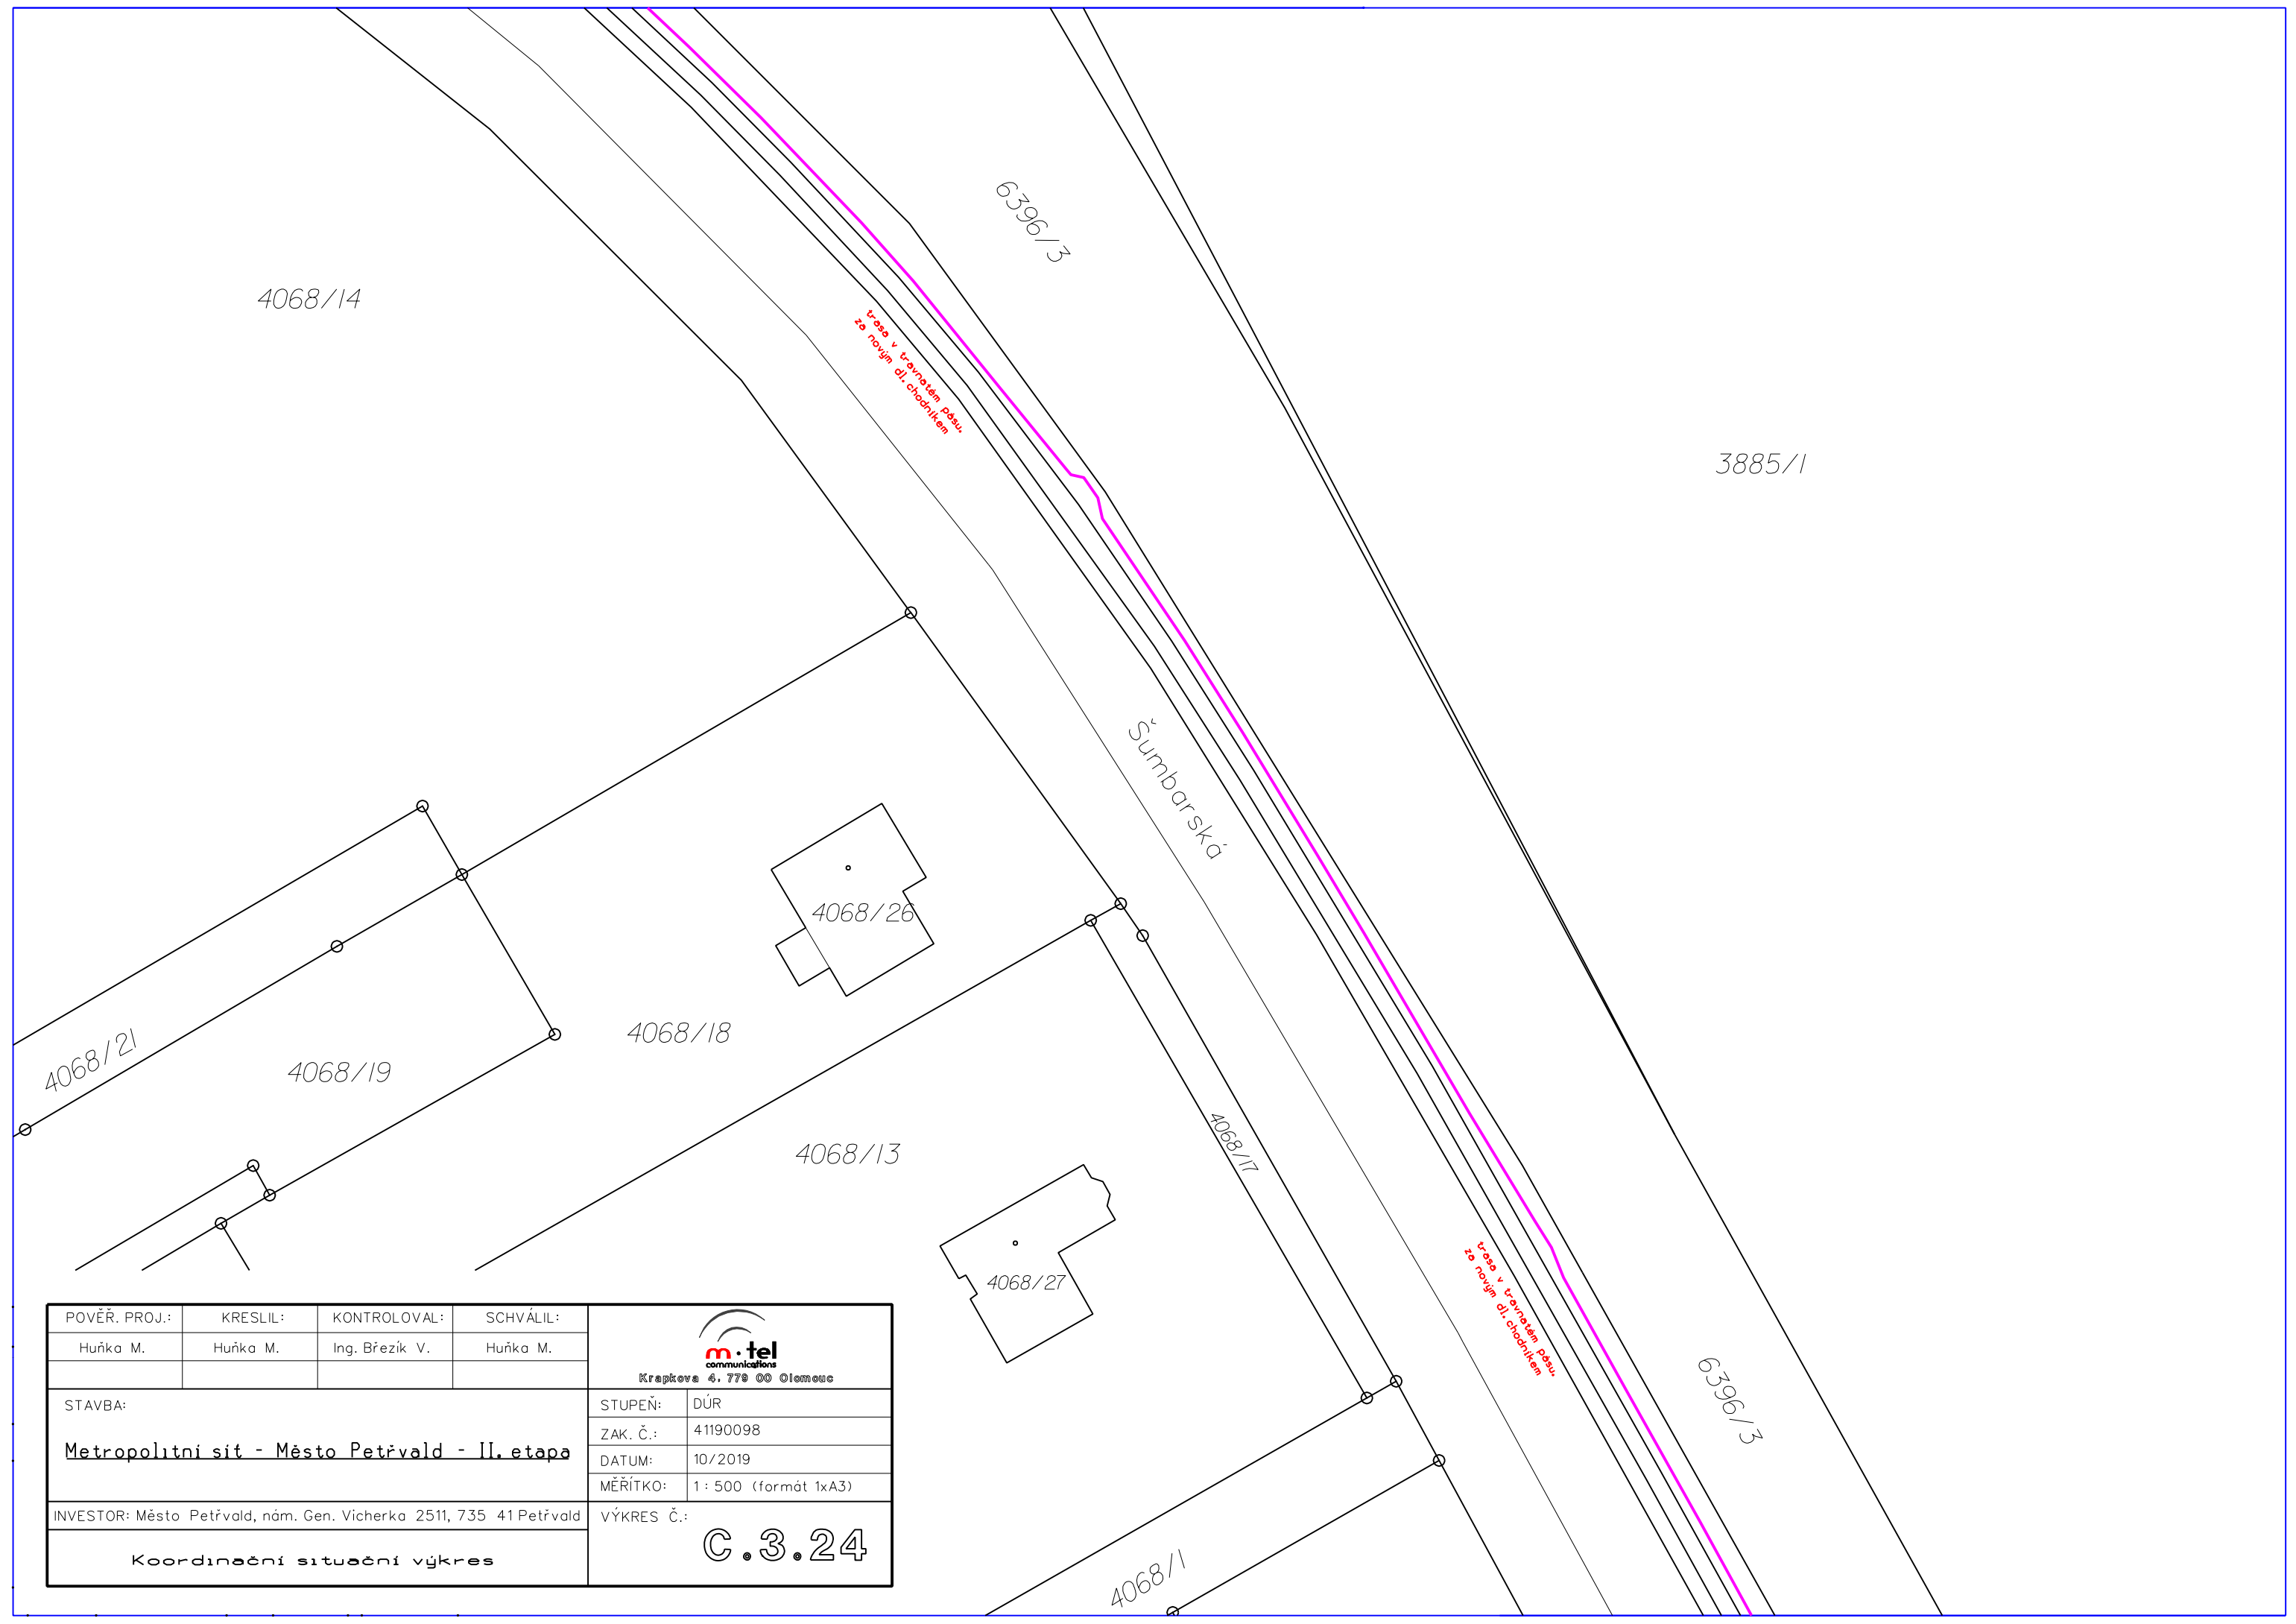 6396/3
4068/14
trasa v travnatém pásu,
za novým dl. chodníkem
3885/1
Šumbarská
4068/26
4068/18
4068/21
4068/19
4068/17
4068/13
4068/27
trasa v travnatém pásu,
za novým dl. chodníkem
6396/3
4068/1
POVĚŘ. PROJ.: KRESLIL: KONTROLOVAL: SCHVÁLIL:
Huňka M. Huňka M. Ing. Březík V. Huňka M.
m·tel
communications
Krapkova 4, 779 00 Olomouc
STAVBA:
Metropolitní síť - Město Petřvald - II. etapa
STUPEŇ: DÚR
ZAK. Č.: 41190098
DATUM: 10/2019
MĚŘÍTKO: 1 : 500 (formát 1xA3)
INVESTOR: Město Petřvald, nám. Gen. Vicherka 2511, 735 41 Petřvald
Koordinační situační výkres
VÝKRES Č.:
C.3.24